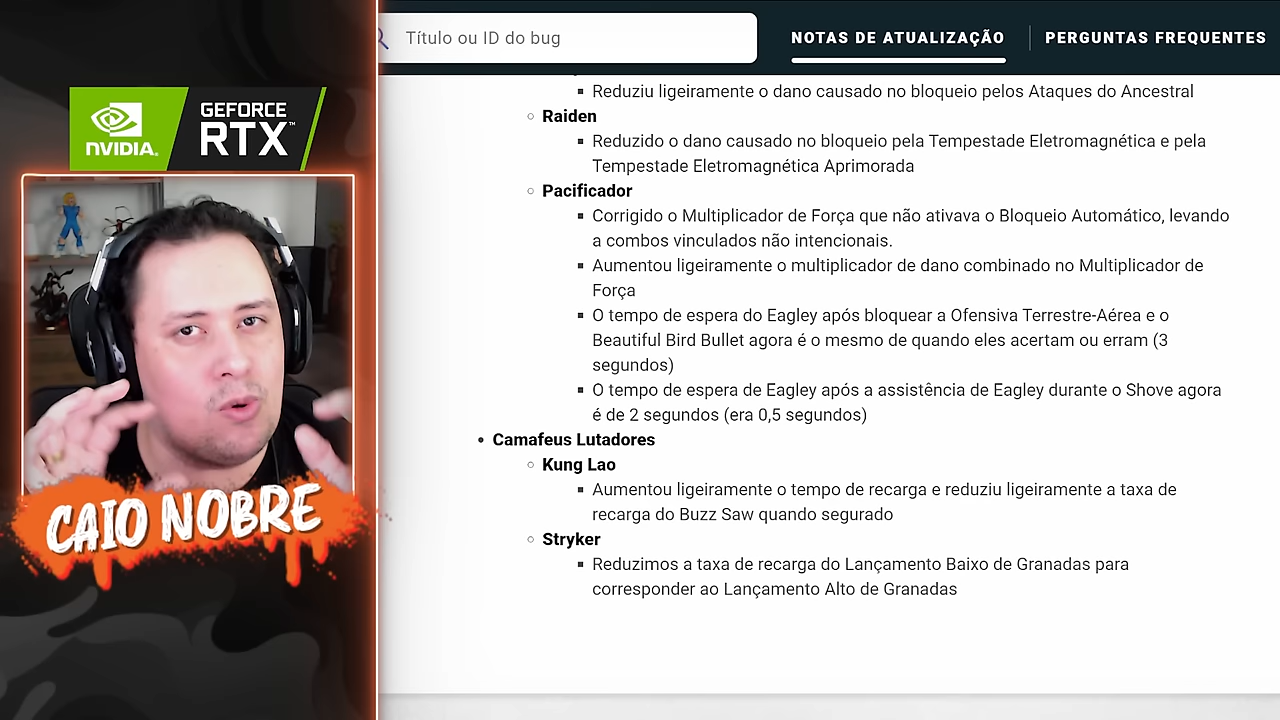 NVIDIA.
GEFORCE
RTX™
CAIO NOBRE
Título ou ID do bug
NOTAS DE ATUALIZAÇÃO
PERGUNTAS FREQUENTES
Reduziu ligeiramente o dano causado no bloqueio pelos Ataques do Ancestral
Raiden
Reduzido o dano causado no bloqueio pela Tempestade Eletromagnética e pela
Tempestade Eletromagnética Aprimorada
Pacificador
Corrigido o Multiplicador de Força que não ativava o Bloqueio Automático, levando
a combos vinculados não intencionais.
Aumentou ligeiramente o multiplicador de dano combinado no Multiplicador de
Força
O tempo de espera do Eagley após bloquear a Ofensiva Terrestre-Aérea e o
Beautiful Bird Bullet agora é o mesmo de quando eles acertam ou erram (3
segundos)
O tempo de espera de Eagley após a assistência de Eagley durante o Shove agora
é de 2 segundos (era 0,5 segundos)
Camafeus Lutadores
Kung Lao
Aumentou ligeiramente o tempo de recarga e reduziu ligeiramente a taxa de
recarga do Buzz Saw quando segurado
Stryker
Reduzimos a taxa de recarga do Lançamento Baixo de Granadas para
corresponder ao Lançamento Alto de Granadas